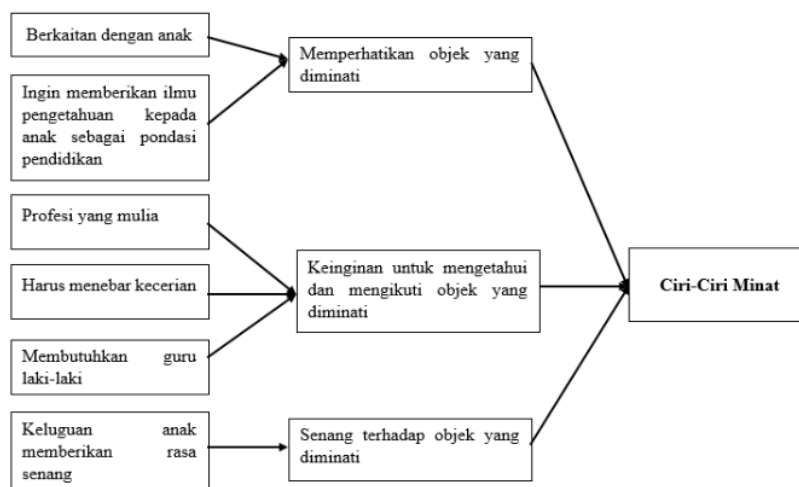 Berkaitan dengan anak
Ingin memberikan ilmu
pengetahuan kepada
anak sebagai pondasi
pendidikan
Profesi yang mulia
Harus menebar kecerian
Membutuhkan guru
laki-laki
Keluguan anak
memberikan rasa
senang
Memperhatikan objek yang
diminati
Keinginan untuk mengetahui
dan mengikuti objek yang
diminati
Senang terhadap objek yang
diminati
Ciri-Ciri Minat